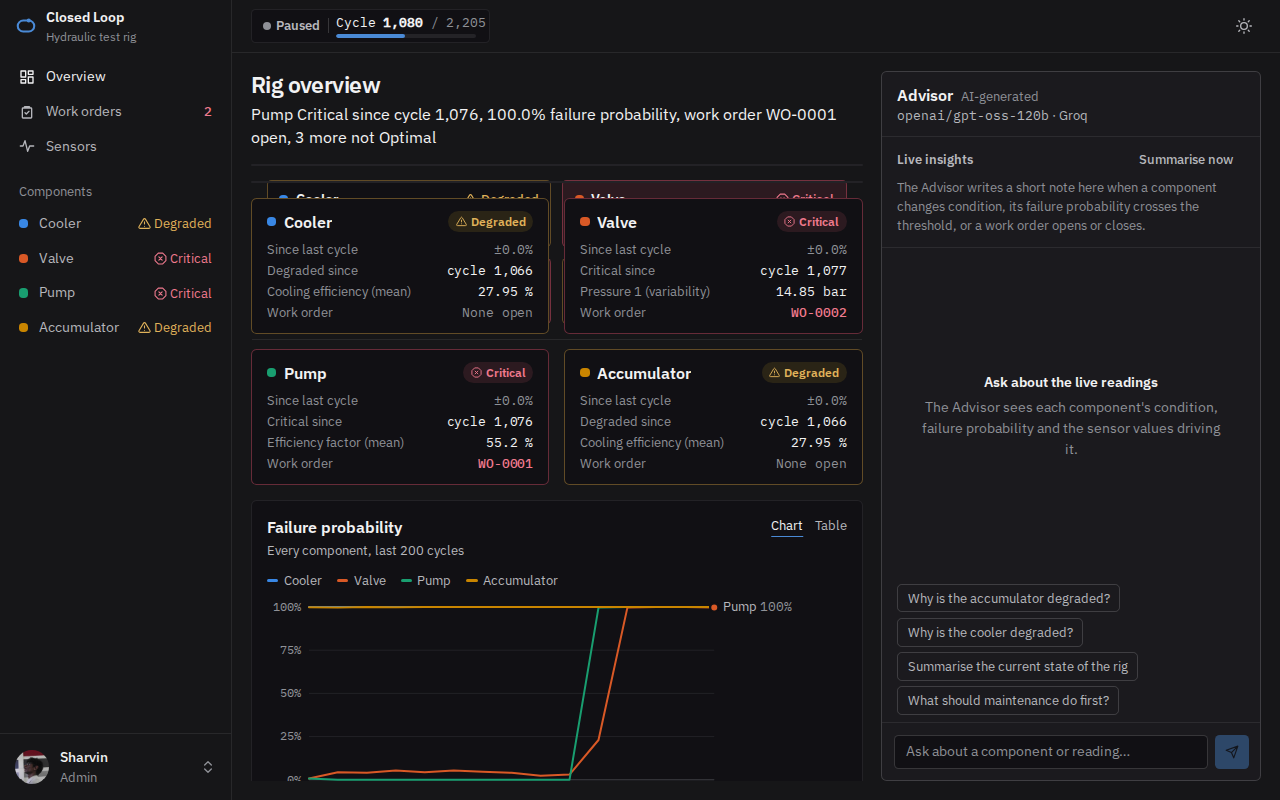 Closed Loop
Hydraulic test rig
Overview
Work orders 2
Sensors
Components
Cooler Degraded
Valve Critical
Pump Critical
Accumulator Degraded
Sharvin
Admin
Paused Cycle 1,080 / 2,205
Rig overview
Pump Critical since cycle 1,076, 100.0% failure probability, work order WO-0001
open, 3 more not Optimal
Cooler Degraded
Valve Critical
Cooler Degraded
Since last cycle ±0.0%
Degraded since cycle 1,066
Cooling efficiency (mean) 27.95 %
Work order None open
Valve Critical
Since last cycle ±0.0%
Critical since cycle 1,077
Pressure 1 (variability) 14.85 bar
Work order WO-0002
Pump Critical
Since last cycle ±0.0%
Critical since cycle 1,076
Efficiency factor (mean) 55.2 %
Work order WO-0001
Accumulator Degraded
Since last cycle ±0.0%
Degraded since cycle 1,066
Cooling efficiency (mean) 27.95 %
Work order None open
Failure probability Chart Table
Every component, last 200 cycles
Cooler Valve Pump Accumulator
100%
Pump 100%
75%
50%
25%
0%
Advisor AI-generated
openai/gpt-oss-120b · Groq
Live insights Summarise now
The Advisor writes a short note here when a component
changes condition, its failure probability crosses the
threshold, or a work order opens or closes.
Ask about the live readings
The Advisor sees each component's condition,
failure probability and the sensor values driving
it.
Why is the accumulator degraded?
Why is the cooler degraded?
Summarise the current state of the rig
What should maintenance do first?
Ask about a component or reading...